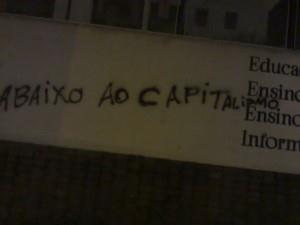 Educa
ABAIXO AO CAPITALISMO
Ensino
Ensino
Inform